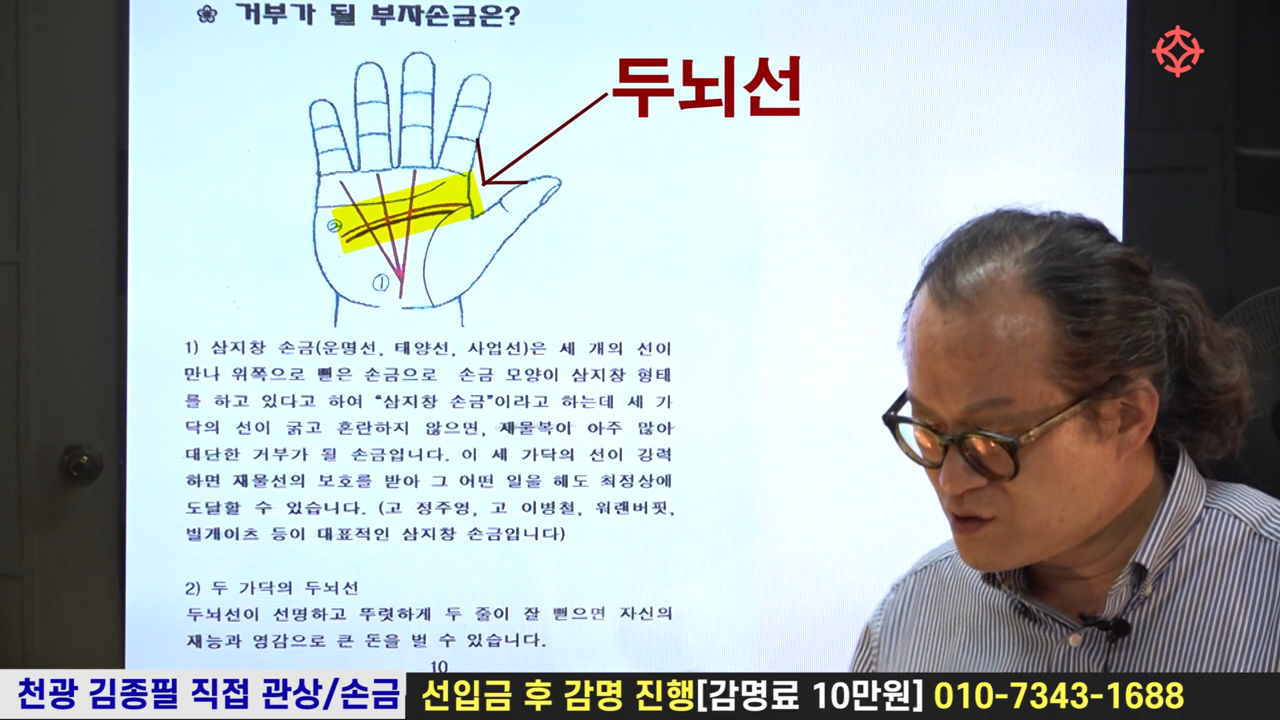 ❀ 거부가 될 부자손금은?
두뇌선
②
①
1) 삼지창 손금(운명선, 태양선, 사업선)은 세 개의 선이
만나 위쪽으로 뻗은 손금으로 손금 모양이 삼지창 형태
를 하고 있다고 하여 “삼지창 손금”이라고 하는데 세 가
닥의 선이 굵고 혼란하지 않으면, 재물복이 아주 많아
대단한 거부가 될 손금입니다. 이 세 가닥의 선이 강력
하면 재물선의 보호를 받아 그 어떤 일을 해도 최정상에
도달할 수 있습니다. (고 정주영, 고 이병철, 워랜버핏,
빌게이츠 등이 대표적인 삼지창 손금입니다)
2) 두 가닥의 두뇌선
두뇌선이 선명하고 뚜렷하게 두 줄이 잘 뻗으면 자신의
재능과 영감으로 큰 돈을 벌 수 있습니다.
10
천광 김종필 직접 관상/손금
선입금 후 감명 진행[감명료 10만원] 010-7343-1688